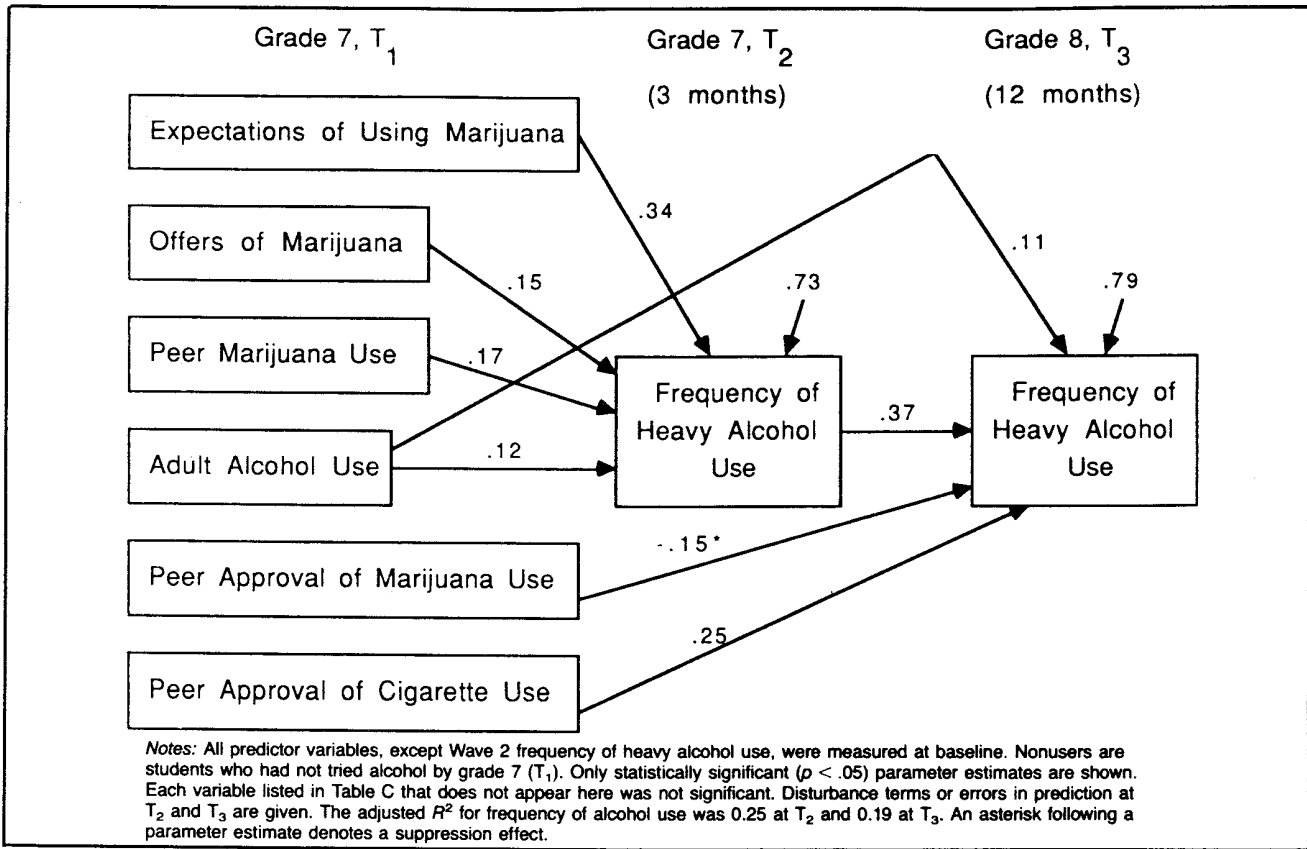 Grade 7, T1
Grade 7, T2
Grade 8, T3
(3 months)
(12 months)
Expectations of Using Marijuana
.34
Offers of Marijuana
.11
.15
.73
.79
Peer Marijuana Use
.17
Frequency of
Heavy Alcohol
Use
.37
Frequency of
Heavy Alcohol
Use
Adult Alcohol Use
.12
-.15*
Peer Approval of Marijuana Use
.25
Peer Approval of Cigarette Use
Notes: All predictor variables, except Wave 2 frequency of heavy alcohol use, were measured at baseline. Nonusers are
students who had not tried alcohol by grade 7 (T1). Only statistically significant (p < .05) parameter estimates are shown.
Each variable listed in Table C that does not appear here was not significant. Disturbance terms or errors in prediction at
T2 and T3 are given. The adjusted R2 for frequency of alcohol use was 0.25 at T2 and 0.19 at T3. An asterisk following a
parameter estimate denotes a suppression effect.